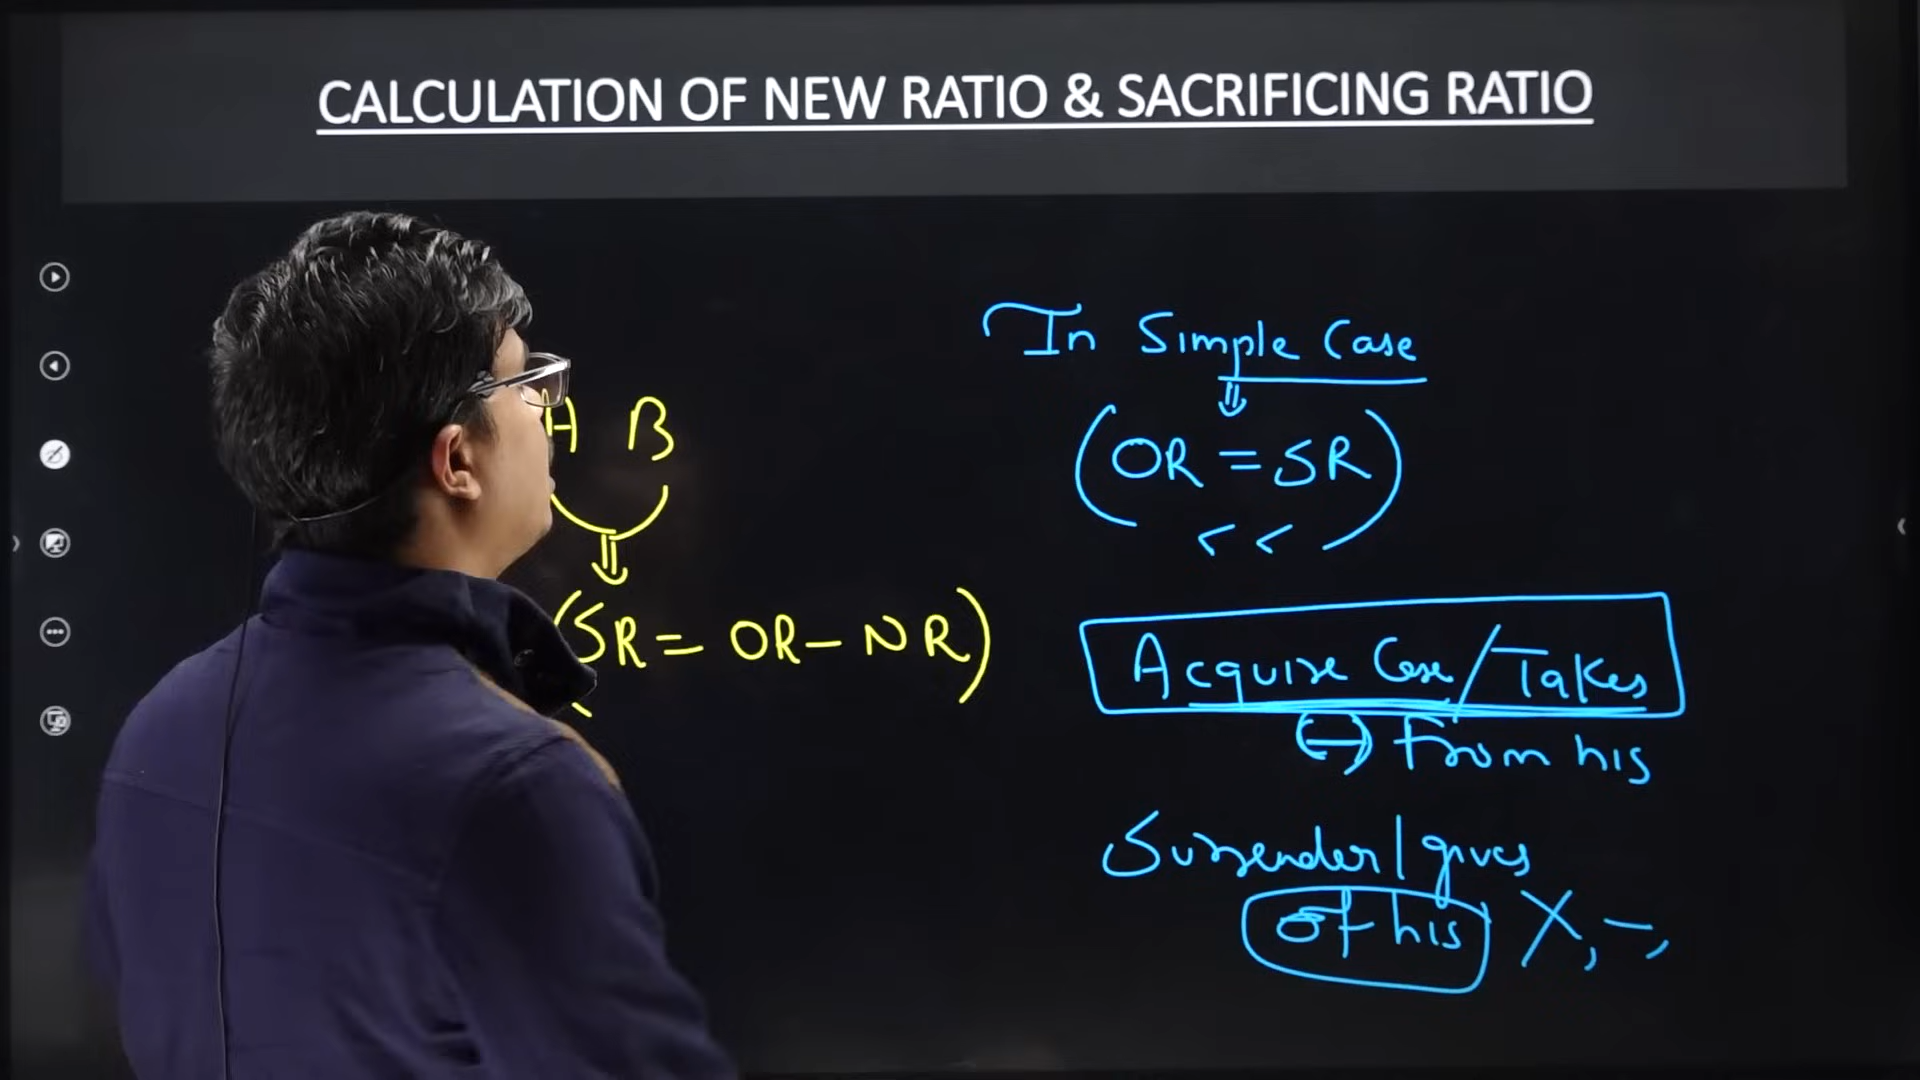 CALCULATION OF NEW RATIO & SACRIFICING RATIO
A B
(SR = OR - NR)
In Simple Case
(OR = SR)
Acquire Case/Takes
(-) from his
Surrender/gives
of his X, -,